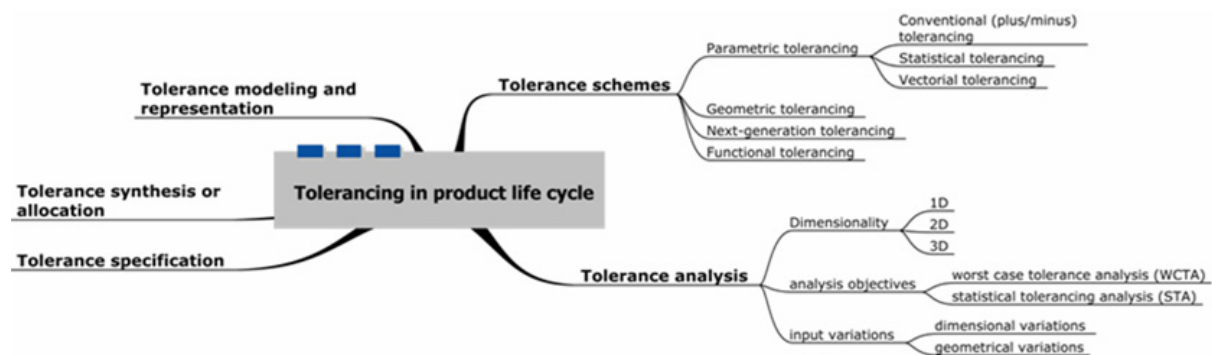 Tolerancing in product life cycle
Tolerance modeling and
representation
Tolerance synthesis or
allocation
Tolerance specification
Tolerance schemes
Parametric tolerancing
Conventional (plus/minus)
tolerancing
Statistical tolerancing
Vectorial tolerancing
Geometric tolerancing
Next-generation tolerancing
Functional tolerancing
Tolerance analysis
Dimensionality
1D
2D
3D
analysis objectives
worst case tolerance analysis (WCTA)
statistical tolerancing analysis (STA)
input variations
dimensional variations
geometrical variations